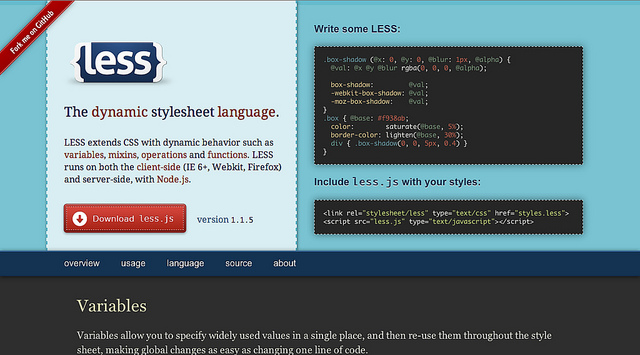 Fork me on GitHub
{less}
The dynamic stylesheet language.
LESS extends CSS with dynamic behavior such as
variables, mixins, operations and functions. LESS
runs on both the client-side (IE 6+, Webkit, Firefox)
and server-side, with Node.js.
Download less.js
version 1.1.5
Write some LESS:
.box-shadow (@x: 0, @y: 0, @blur: 1px, @alpha) {
@val: @x @y @blur rgba(0, 0, 0, @alpha);
box-shadow: @val;
-webkit-box-shadow: @val;
-moz-box-shadow: @val;
}
.box { @base: #f938ab;
color: saturate(@base, 5%);
border-color: lighten(@base, 30%);
div { .box-shadow(0, 0, 5px, 0.4) }
}
Include less.js with your styles:
<link rel="stylesheet/less" type="text/css" href="styles.less">
<script src="less.js" type="text/javascript"></script>
overview usage language source about
Variables
Variables allow you to specify widely used values in a single place, and then re-use them throughout the style
sheet, making global changes as easy as changing one line of code.